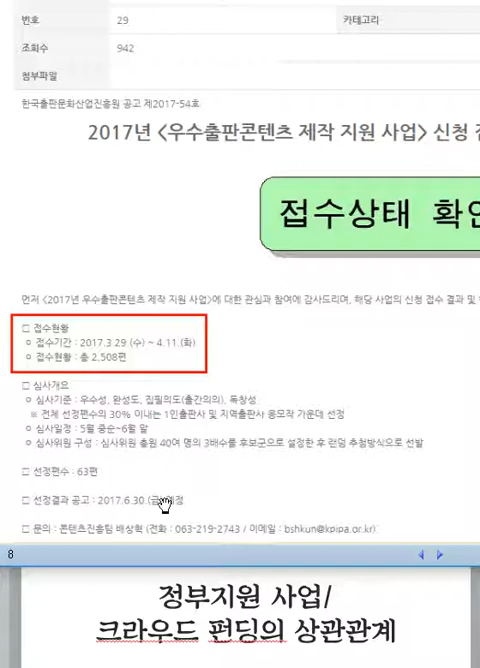 번호 29 카테고리
조회수 942
첨부파일
한국출판문화산업진흥원 공고 제2017-54호
2017년 <우수출판콘텐츠 제작 지원 사업> 신청
접수상태
먼저 <2017년 우수출판콘텐츠 제작 지원 사업>에 대한 관심과 참여에 감사드리며, 해당 사업의 신청 접수 결과 및
□ 접수현황
ㅇ 접수기간 : 2017.3.29.(수) ~ 4.11.(화)
ㅇ 접수현황 : 총 2,508편
□ 심사개요
ㅇ 심사기준 : 우수성, 완성도, 집필의도(출간의의), 독창성
※ 전체 선정편수의 30% 이내는 1인출판사 및 지역출판사 응모작 가운데 선정
ㅇ 심사일정 : 5월 중순~6월 말
ㅇ 심사위원 구성 : 심사위원 총원 40여 명의 3배수를 후보군으로 설정한 후 랜덤 추첨방식으로 선발
□ 선정편수 : 63편
□ 선정결과 공고 : 2017.6.30.(금)
□ 문의 : 콘텐츠진흥팀 배상혁 (전화 : 063-219-2743 / 이메일 : bshkun@kpipa.or.kr)
8
정부지원 사업/
크라우드 펀딩의 상관관계